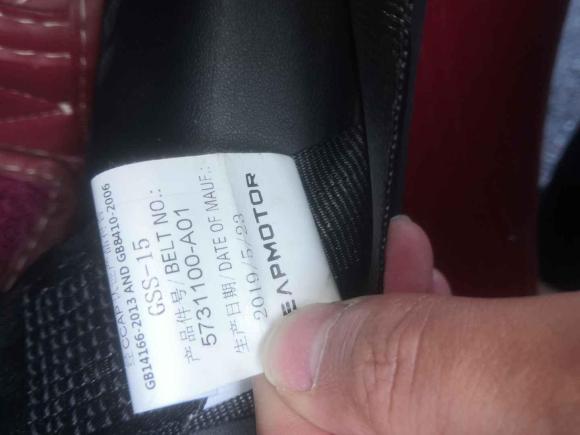 GB14166-2013 AND GB8410-2006
GSS-15
产品件号/BELT NO.:
5731100-A01
生产日期/DATE OF MAUF.:
2019/5/23
EAPMOTOR